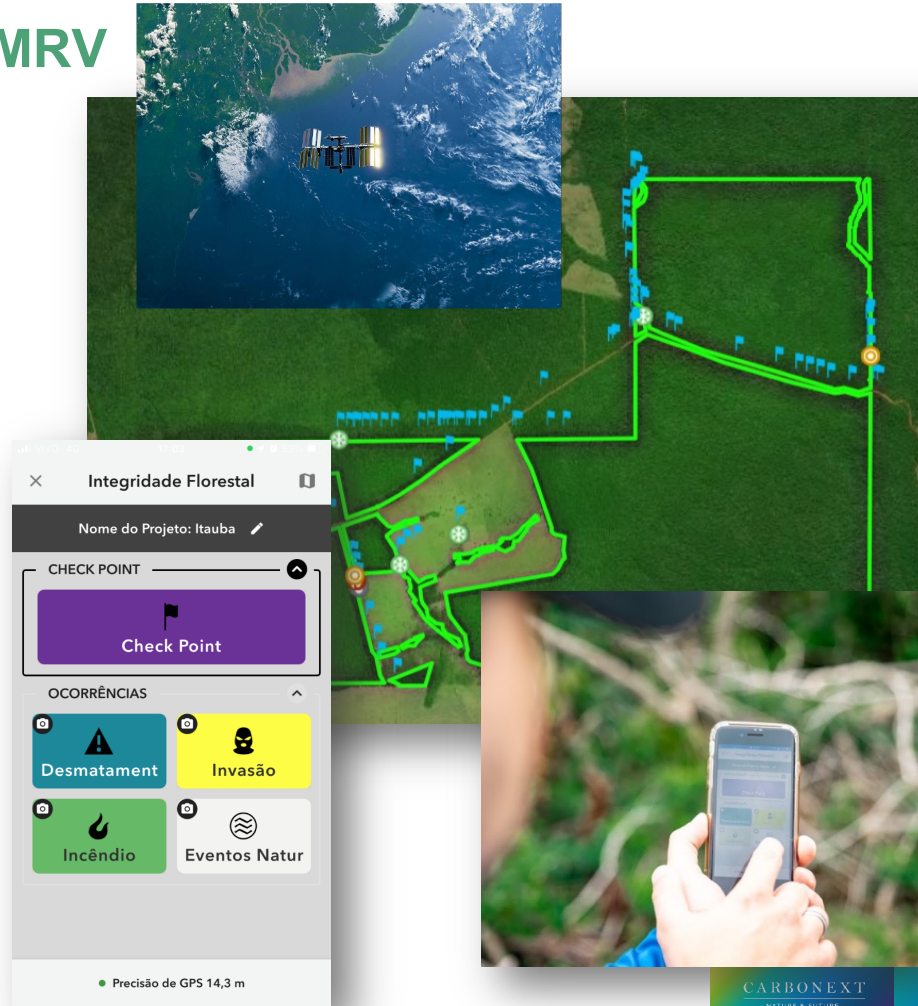 MRV
Integridade Florestal
Nome do Projeto: Itauba
CHECK POINT
Check Point
OCORRÊNCIAS
Desmatament
Invasão
Incêndio
Eventos Natur
Precisão de GPS 14,3 m
CARBONEXT